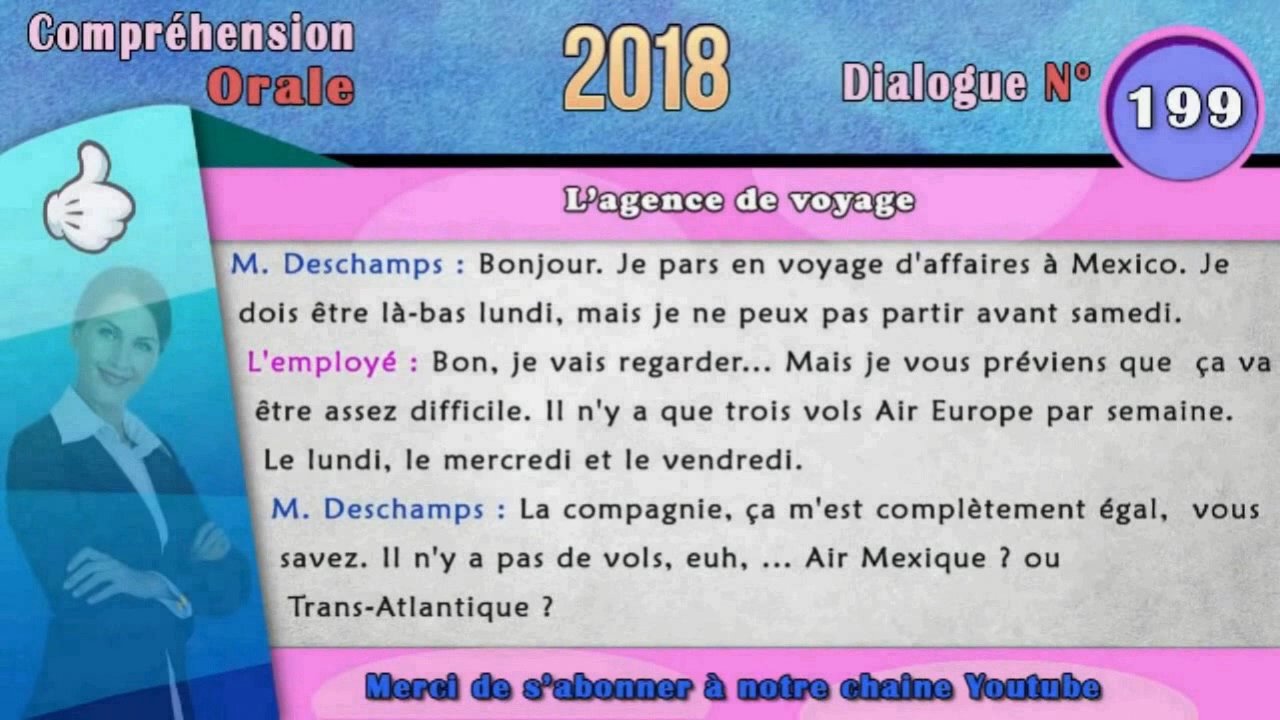 Compréhension
Orale
2018
Dialogue N° 199
L'agence de voyage
M. Deschamps : Bonjour. Je pars en voyage d'affaires à Mexico. Je
dois être là-bas lundi, mais je ne peux pas partir avant samedi.
L'employé : Bon, je vais regarder... Mais je vous préviens que ça va
être assez difficile. Il n'y a que trois vols Air Europe par semaine.
Le lundi, le mercredi et le vendredi.
M. Deschamps : La compagnie, ça m'est complètement égal, vous
savez. Il n'y a pas de vols, euh, ... Air Mexique ? ou
Trans-Atlantique ?
Merci de s'abonner à notre chaine Youtube